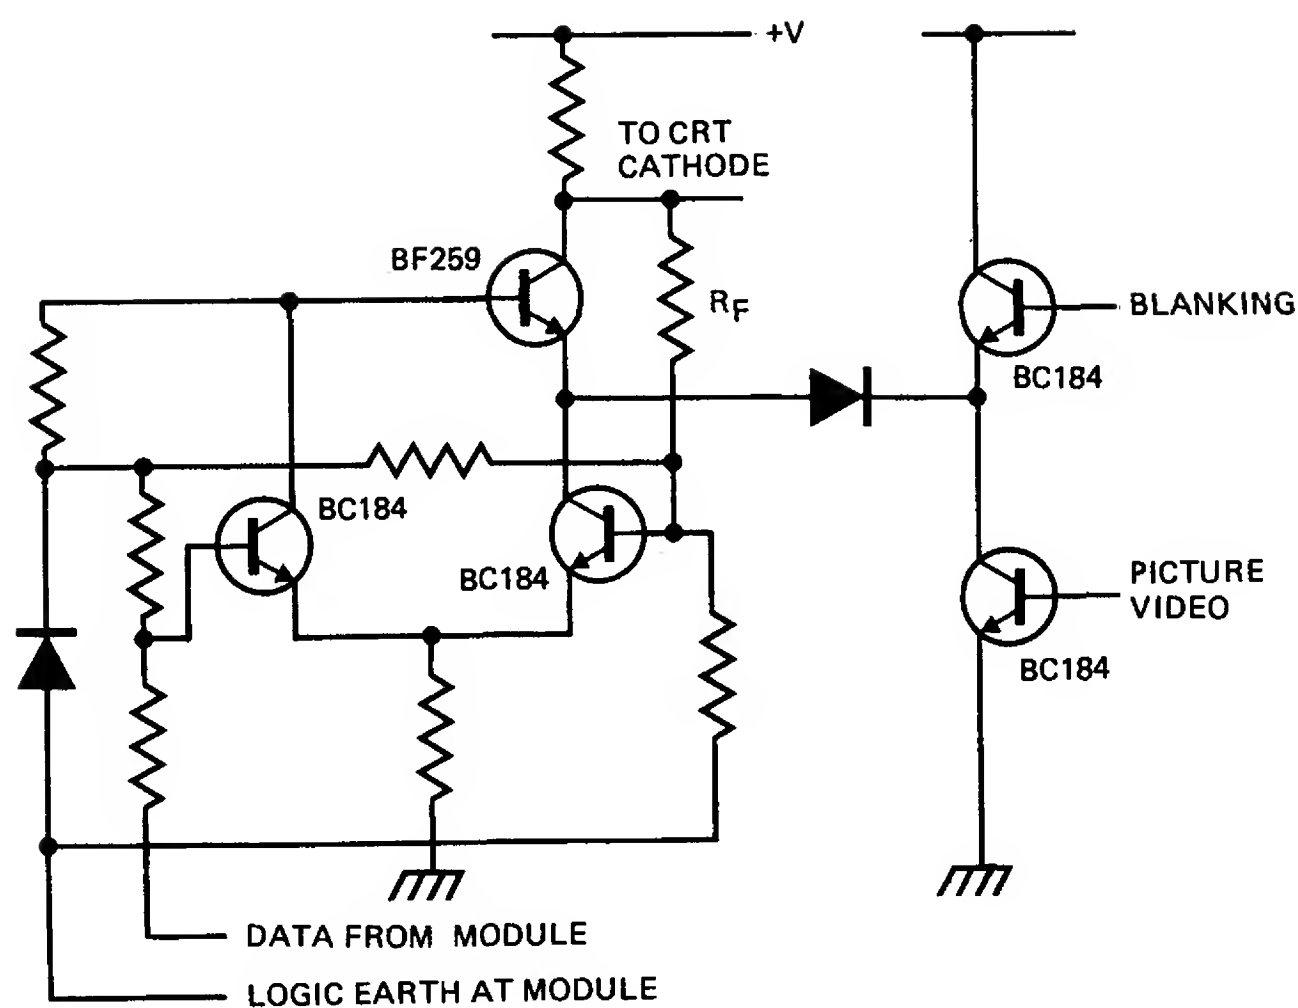 +V
TO CRT
CATHODE
BF259
RF
BLANKING
BC184
BC184
BC184
PICTURE
VIDEO
BC184
DATA FROM MODULE
LOGIC EARTH AT MODULE